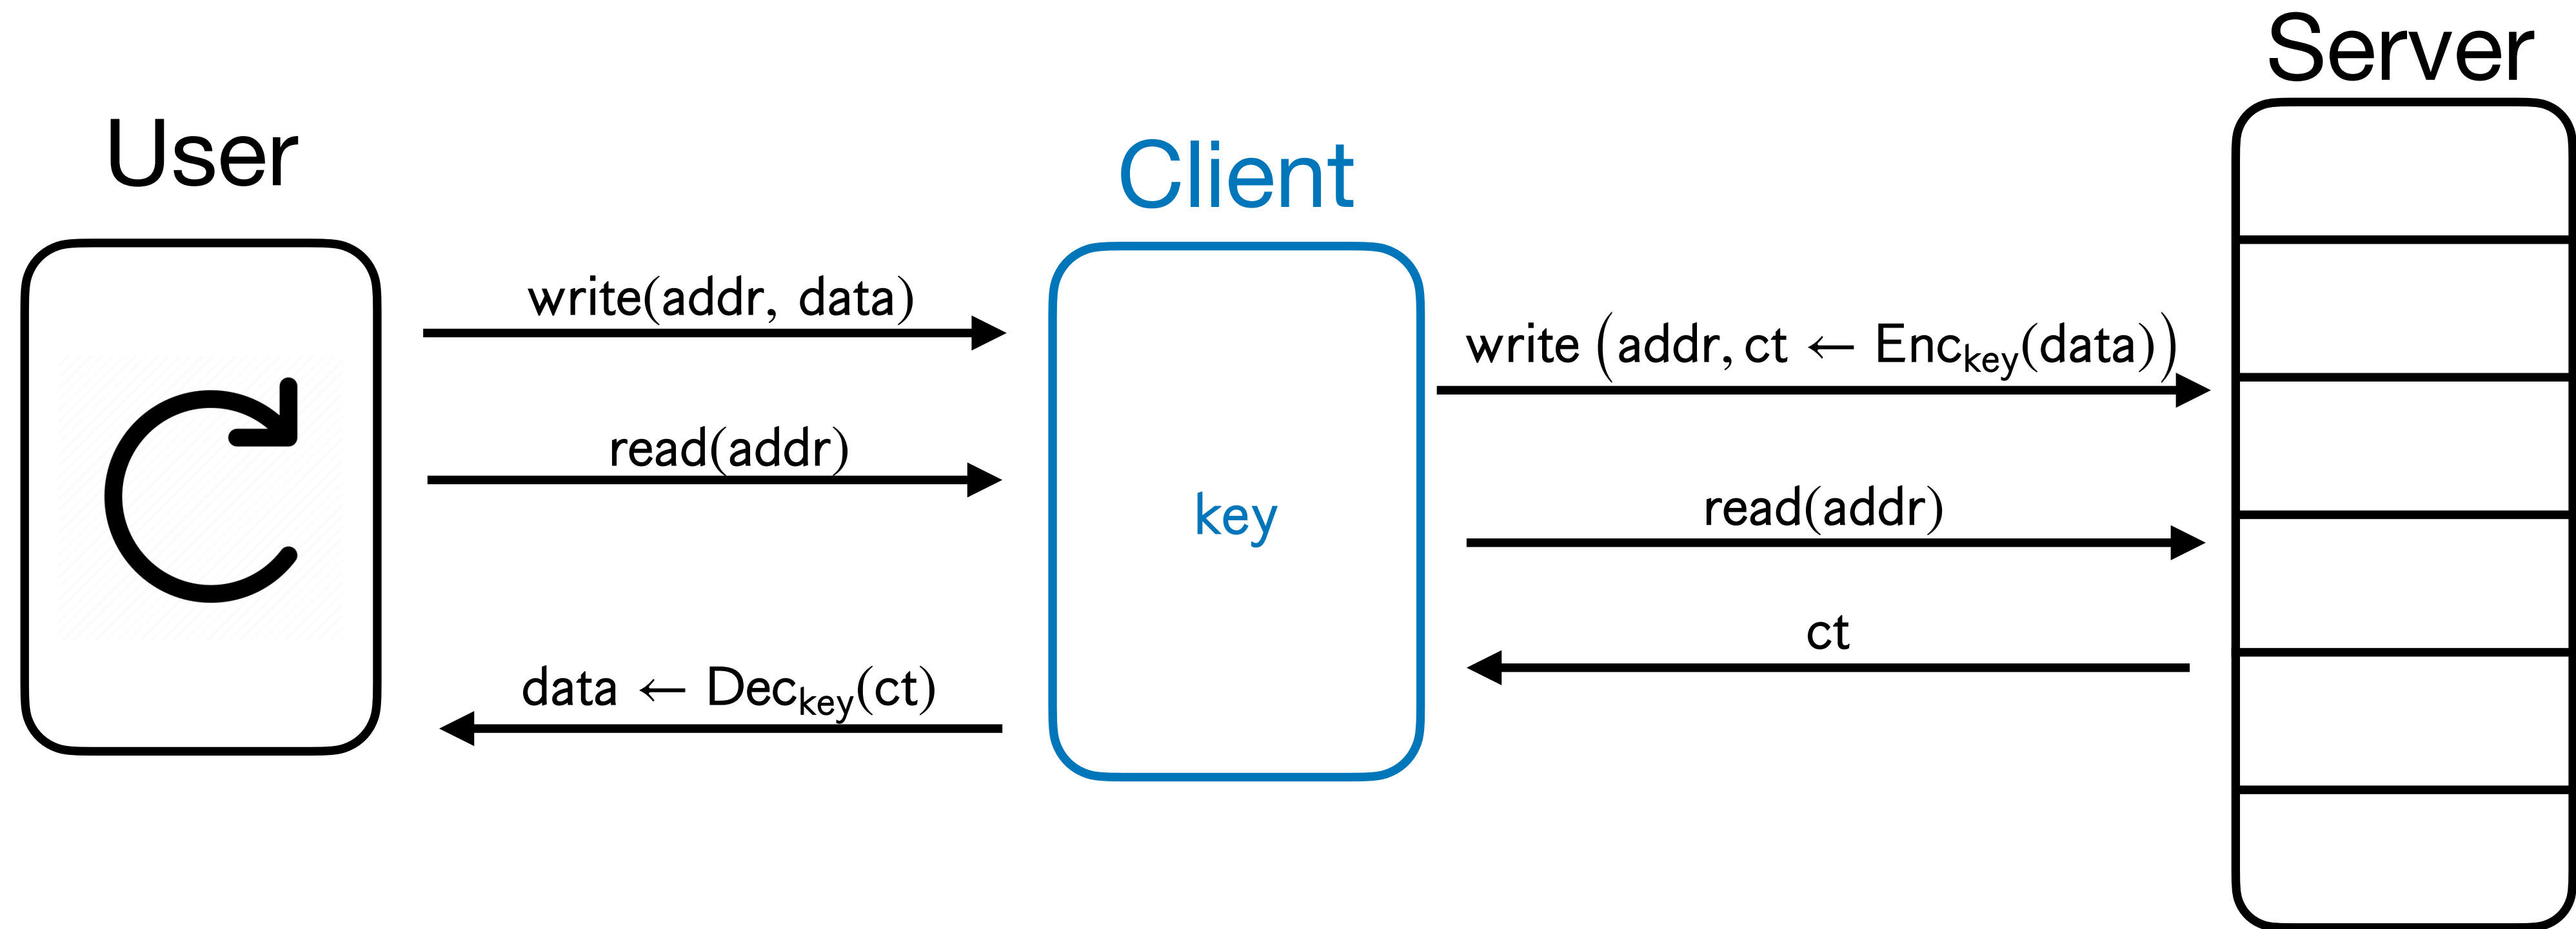 Server
User
Client
write(addr, data)
write (addr, ct ← Enc_key(data))
read(addr)
read(addr)
key
ct
data ← Dec_key(ct)